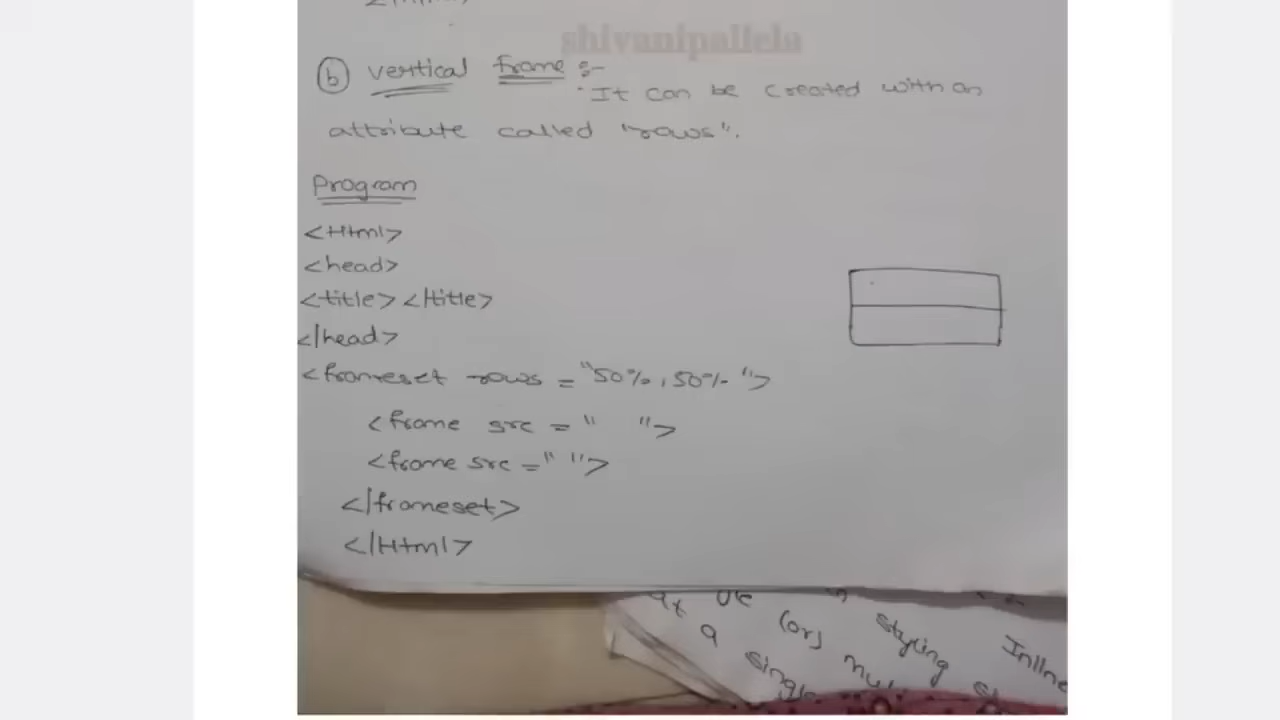 shivanipallela
b vertical frame :-
It can be created with an
attribute called "rows".
Program
<Html>
<head>
<title> </title>
</head>
<frameset rows = "50%, 50%">
<frame src = " ">
<frame src = " ">
</frameset>
</Html>
styling
Inline
(or)
a
single